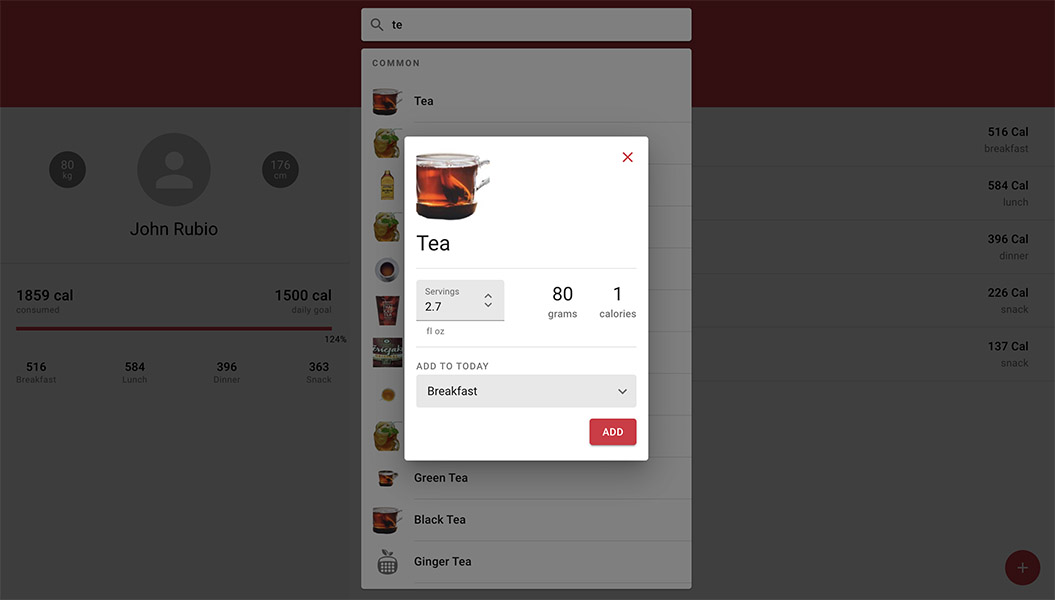 te
COMMON
Tea
80
kg
176
cm
John Rubio
1859 cal
consumed
1500 cal
daily goal
124%
516
Breakfast
584
Lunch
396
Dinner
363
Snack
Tea
Servings
2.7
fl oz
80
grams
1
calories
ADD TO TODAY
Breakfast
ADD
Green Tea
Black Tea
Ginger Tea
516 Cal
breakfast
584 Cal
lunch
396 Cal
dinner
226 Cal
snack
137 Cal
snack
+